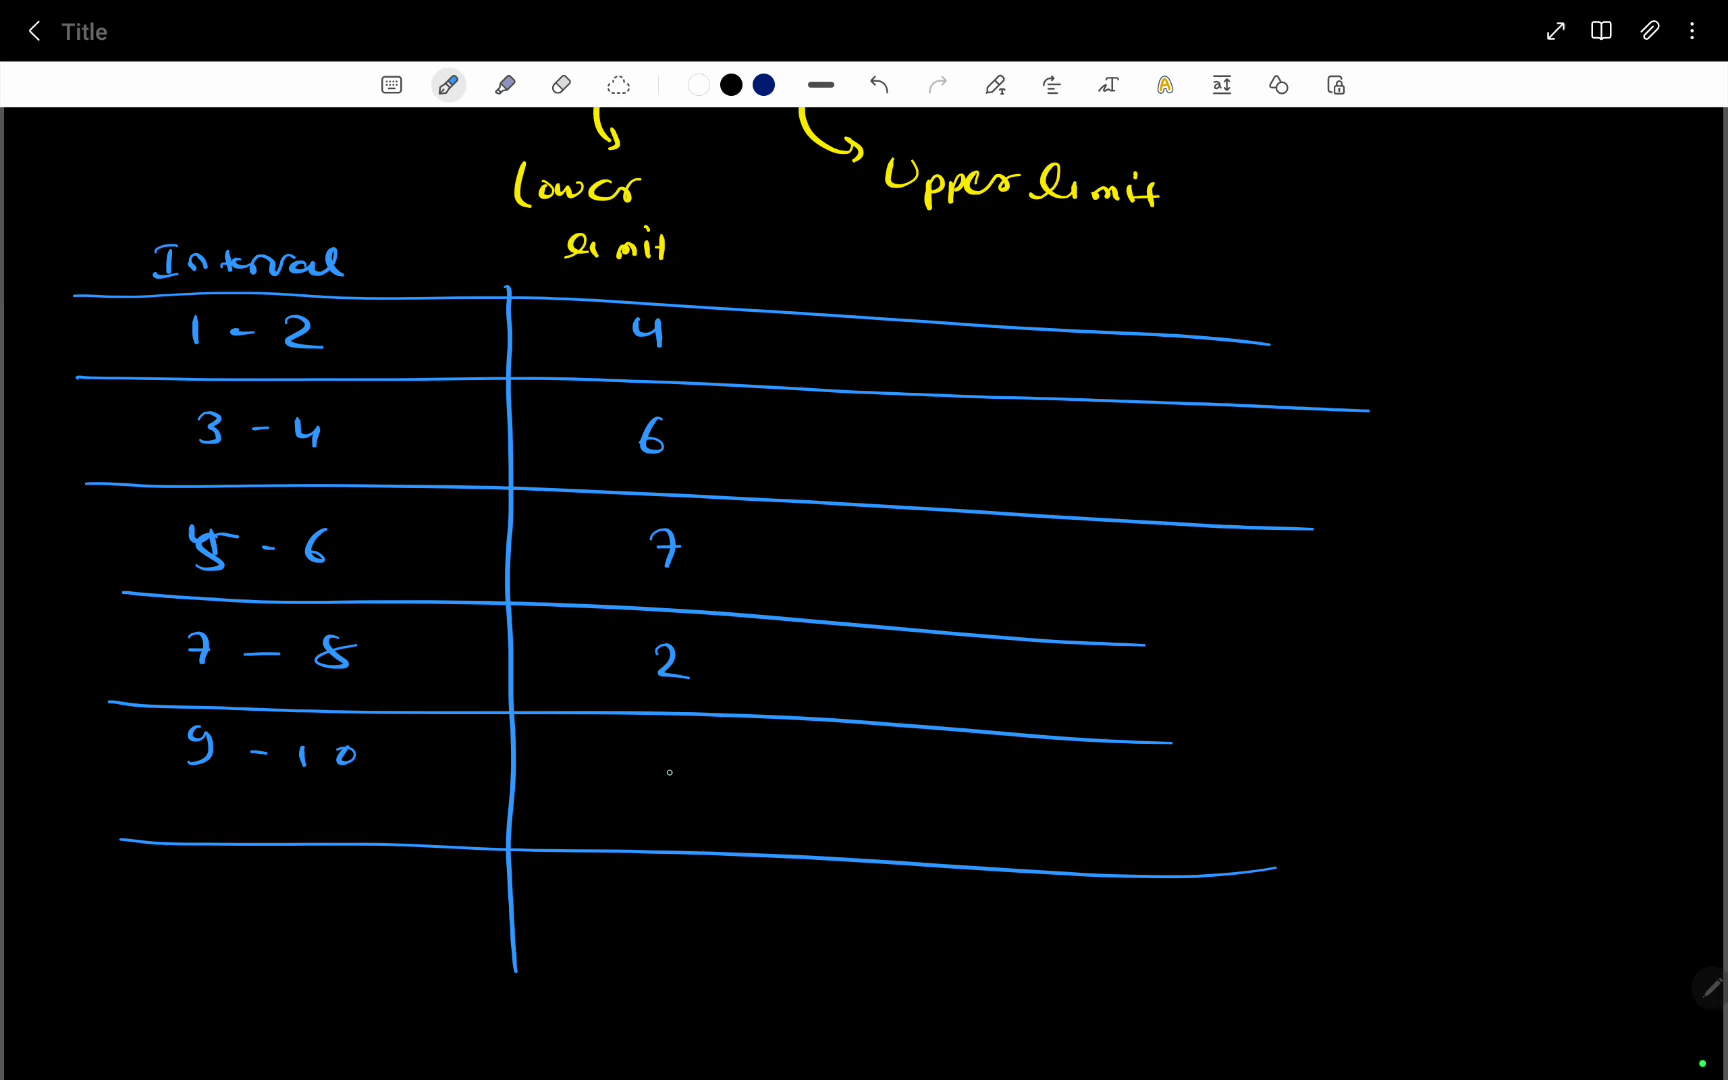 Title
Lower
limit
Upper limit
Interval
1 - 2 4
3 - 4 6
5 - 6 7
7 - 8 2
9 - 10